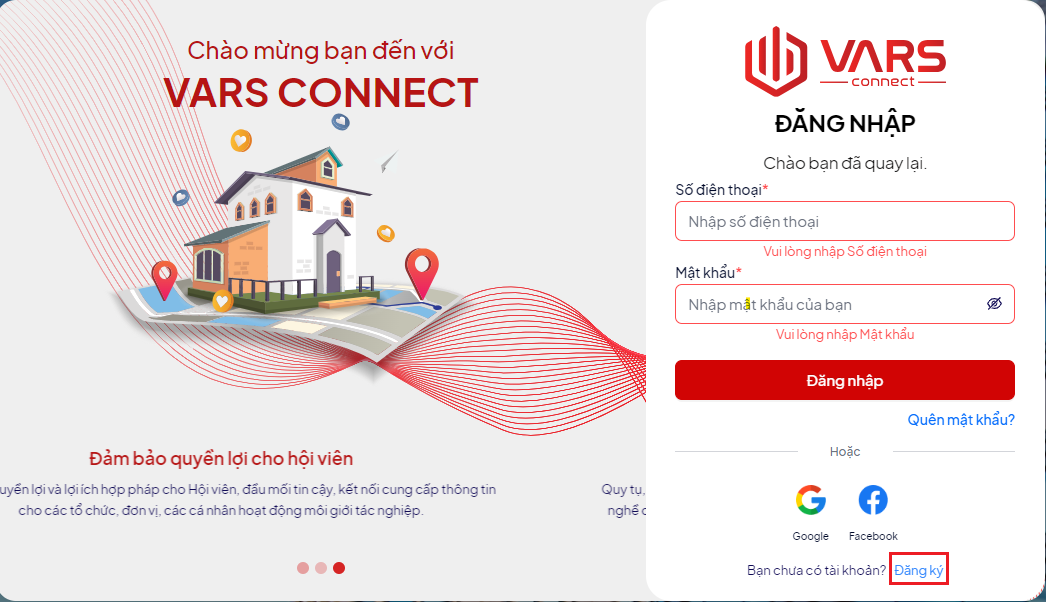 Chào mừng bạn đến với
VARS CONNECT
Đảm bảo quyền lợi cho hội viên
uyền lợi và lợi ích hợp pháp cho Hội viên, đầu mối tin cậy, kết nối cung cấp thông tin
cho các tổ chức, đơn vị, các cá nhân hoạt động môi giới tác nghiệp.
Quy tụ,
nghề c
VARS
connect
ĐĂNG NHẬP
Chào bạn đã quay lại.
Số điện thoại*
Nhập số điện thoại
Vui lòng nhập Số điện thoại
Mật khẩu*
Nhập mật khẩu của bạn
Vui lòng nhập Mật khẩu
Đăng nhập
Quên mật khẩu?
Hoặc
Google Facebook
Bạn chưa có tài khoản? Đăng ký